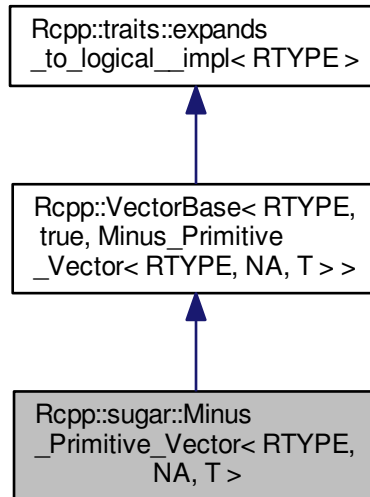 Rcpp::traits::expands
_to_logical__impl< RTYPE >
Rcpp::VectorBase< RTYPE,
true, Minus_Primitive
_Vector< RTYPE, NA, T > >
Rcpp::sugar::Minus
_Primitive_Vector< RTYPE,
NA, T >